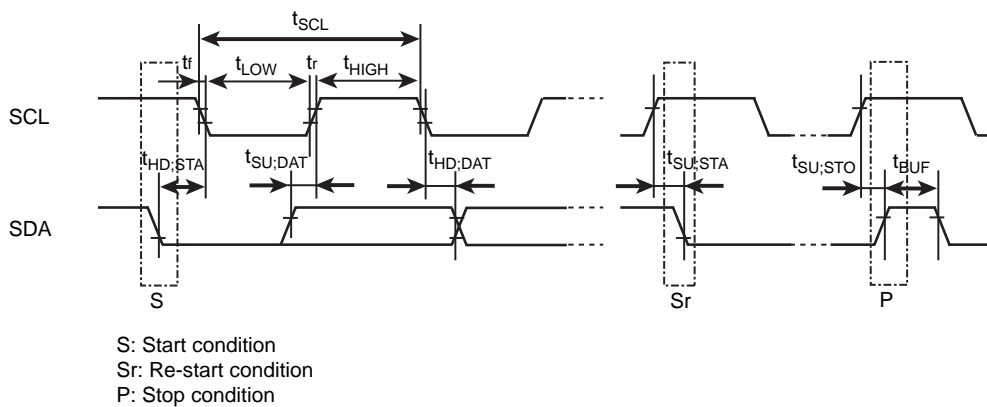 tSCL
tf tLOW tr tHIGH
SCL
tHD;STA tSU;DAT tHD;DAT tSU;STA tSU;STO tBUF
SDA
S Sr P
S: Start condition
Sr: Re-start condition
P: Stop condition